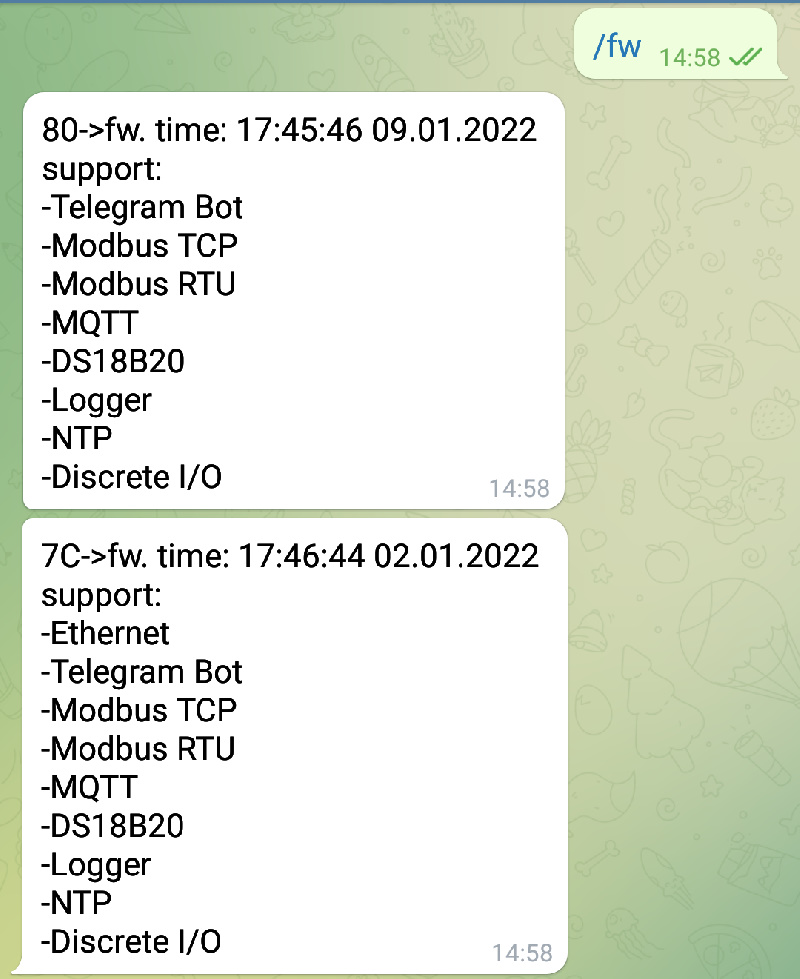 /fw 14:58
80->fw. time: 17:45:46 09.01.2022
support:
-Telegram Bot
-Modbus TCP
-Modbus RTU
-MQTT
-DS18B20
-Logger
-NTP
-Discrete I/O
14:58
7C->fw. time: 17:46:44 02.01.2022
support:
-Ethernet
-Telegram Bot
-Modbus TCP
-Modbus RTU
-MQTT
-DS18B20
-Logger
-NTP
-Discrete I/O
14:58